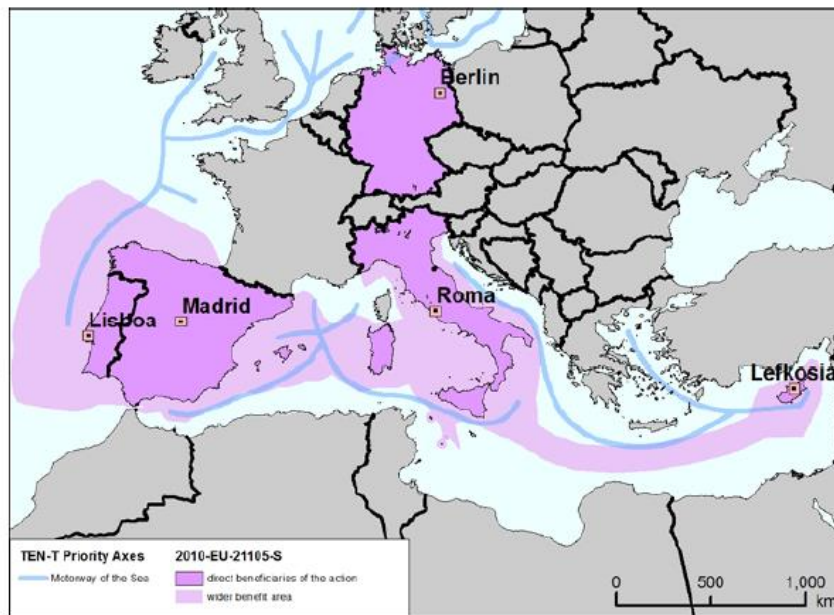 Berlin
Madrid
Lisboa
Roma
Lefkosia
TEN-T Priority Axes
Motorway of the Sea
2010-EU-21105-S
direct beneficiaries of the action
wider benefit area
0 500 1,000
km